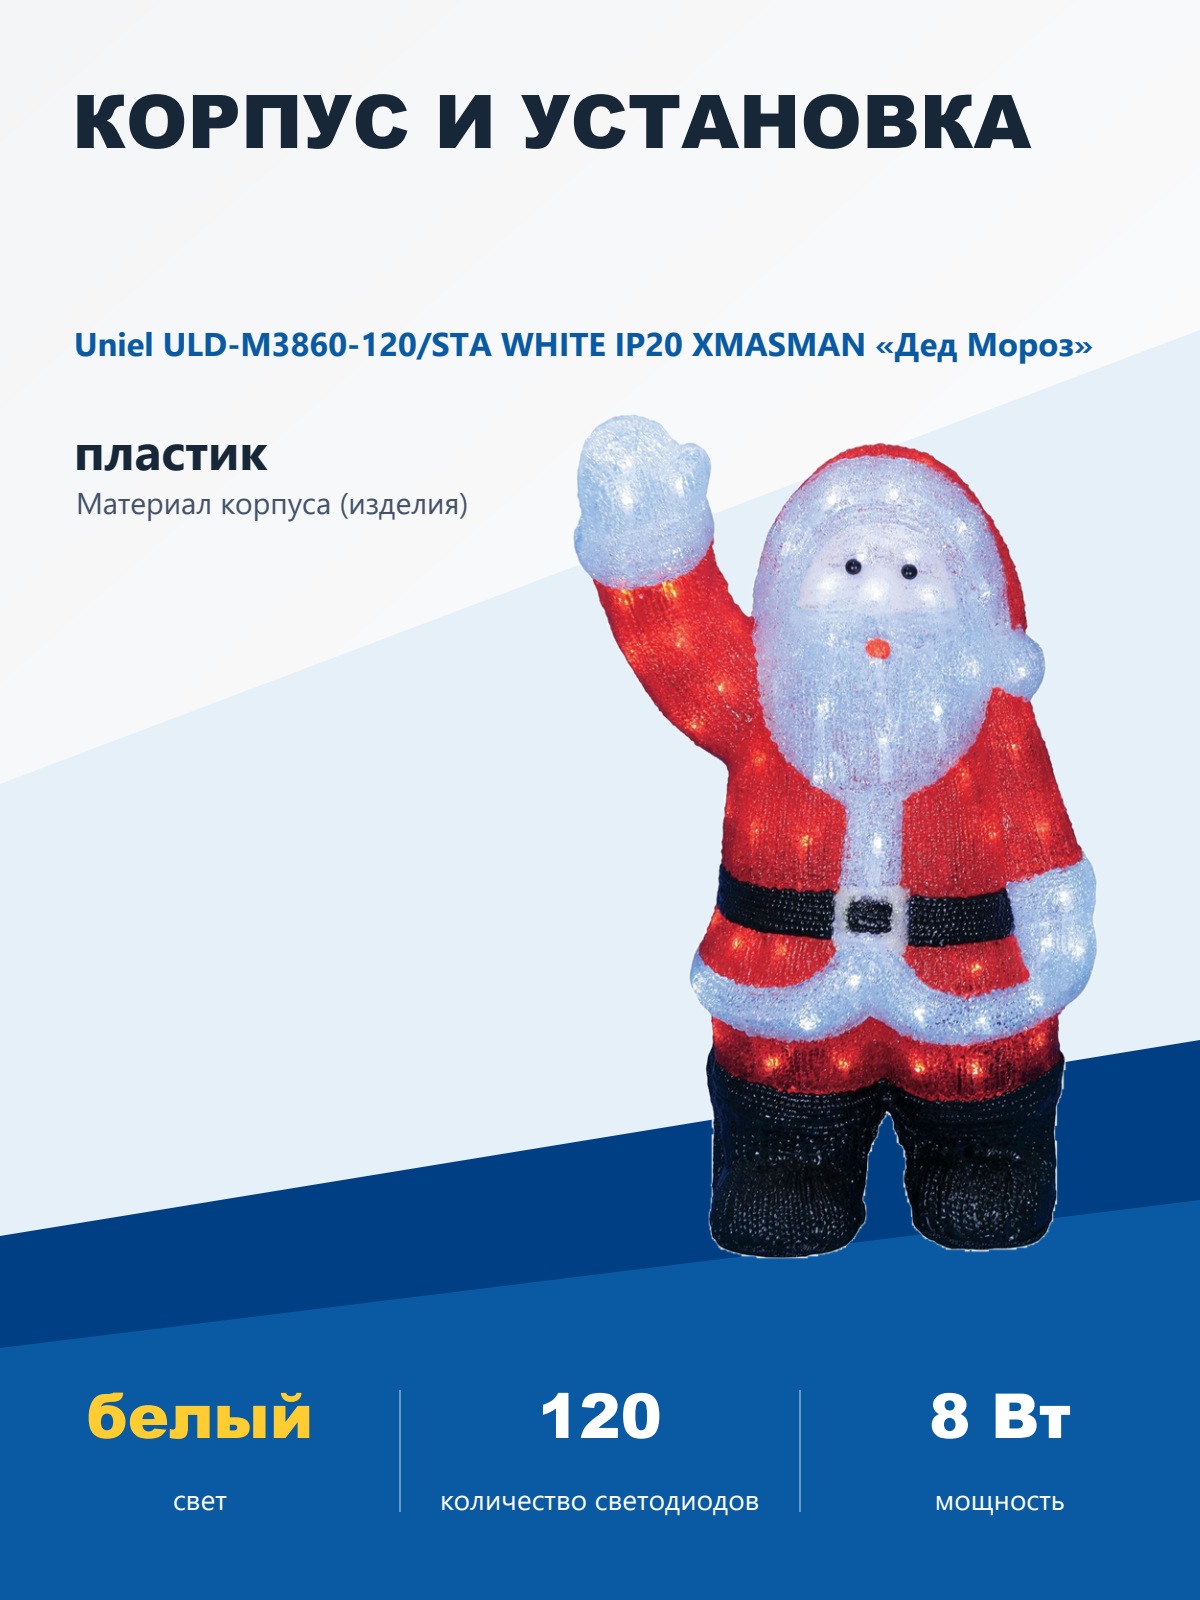 КОРПУС И УСТАНОВКА
Uniel ULD-M3860-120/STA WHITE IP20 XMASMAN «Дед Мороз»
пластик
Материал корпуса (изделия)
белый
свет
120
количество светодиодов
8 Вт
мощность